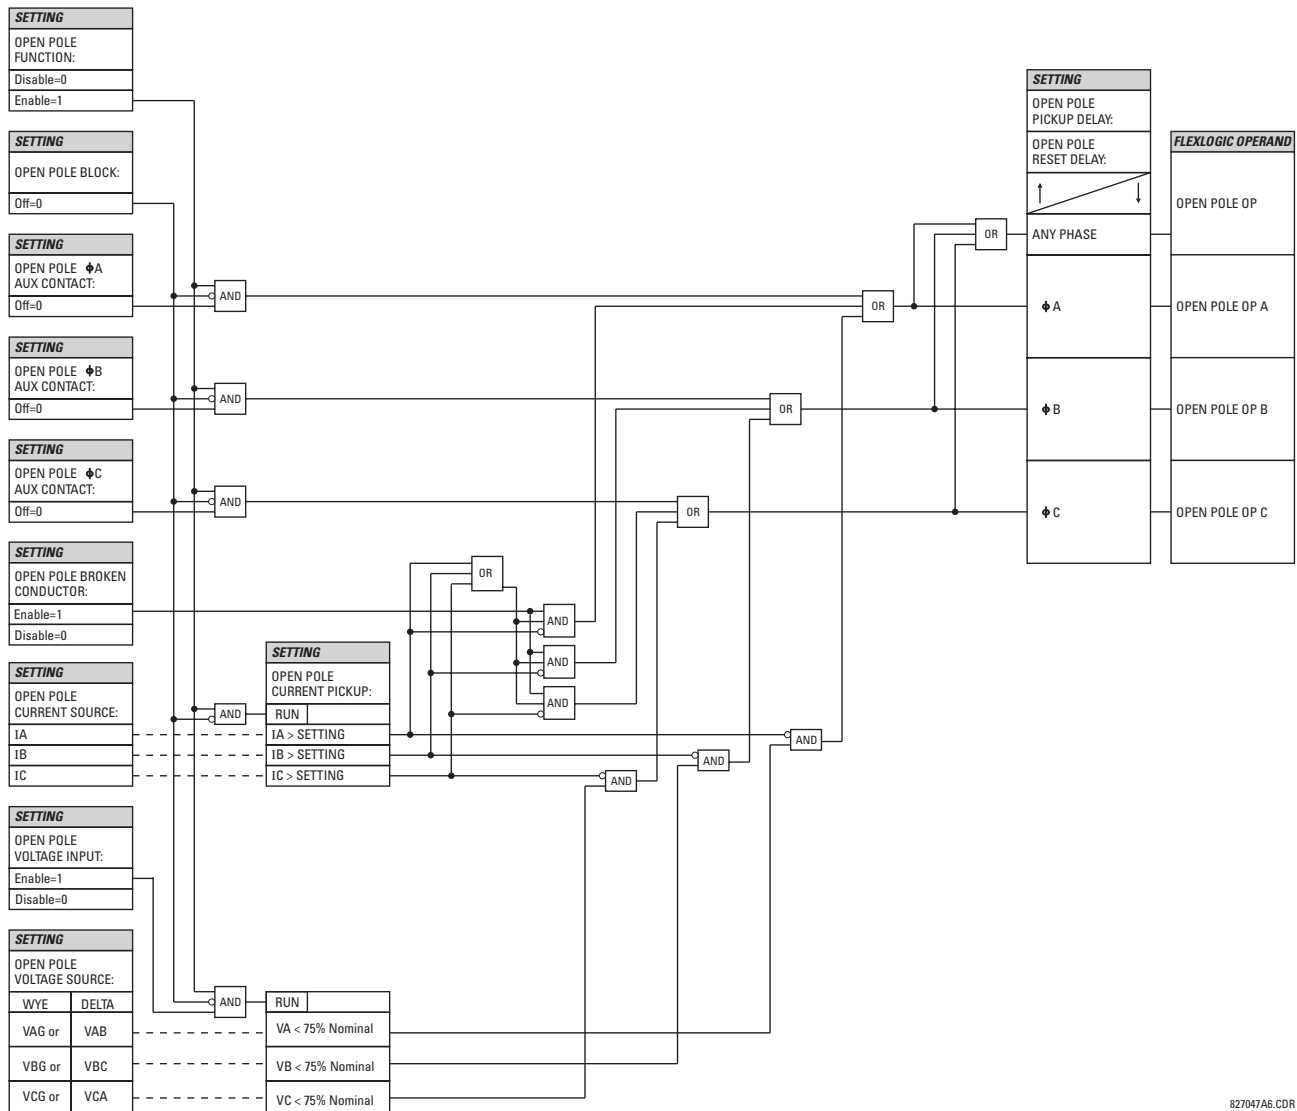 SETTING
OPEN POLE
FUNCTION:
Disable=0
Enable=1
SETTING
OPEN POLE BLOCK:
Off=0
SETTING
OPEN POLE ϕA
AUX CONTACT:
Off=0
SETTING
OPEN POLE ϕB
AUX CONTACT:
Off=0
SETTING
OPEN POLE ϕC
AUX CONTACT:
Off=0
SETTING
OPEN POLE BROKEN
CONDUCTOR:
Enable=1
Disable=0
SETTING
OPEN POLE
CURRENT SOURCE:
IA
IB
IC
SETTING
OPEN POLE
VOLTAGE INPUT:
Enable=1
Disable=0
SETTING
OPEN POLE
VOLTAGE SOURCE:
WYE DELTA
VAG or VAB
VBG or VBC
VCG or VCA
AND
AND
AND
AND
AND
SETTING
OPEN POLE
CURRENT PICKUP:
RUN
IA > SETTING
IB > SETTING
IC > SETTING
RUN
VA < 75% Nominal
VB < 75% Nominal
VC < 75% Nominal
OR
AND
AND
AND
AND
AND
AND
OR
OR
OR
OR
SETTING
OPEN POLE
PICKUP DELAY:
OPEN POLE
RESET DELAY:
ANY PHASE
ϕA
ϕB
ϕC
FLEXLOGIC OPERAND
OPEN POLE OP
OPEN POLE OP A
OPEN POLE OP B
OPEN POLE OP C
827047A6.CDR